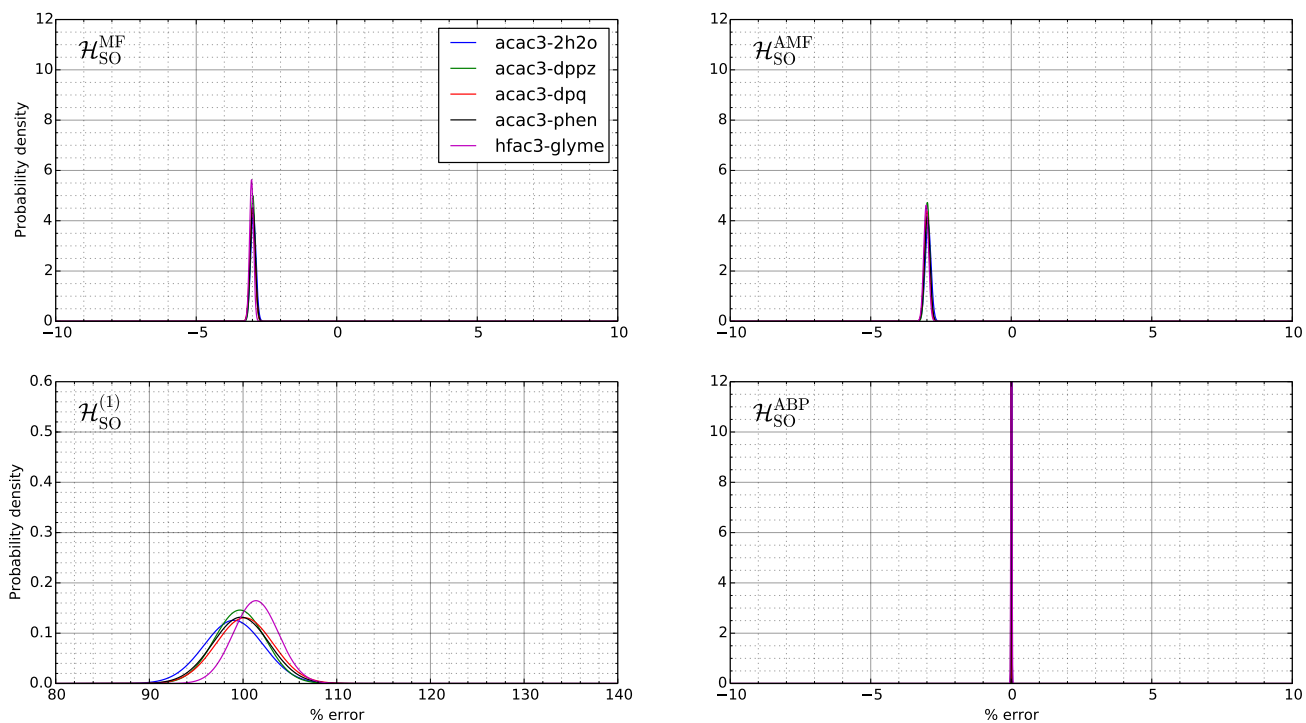 12
10
8
6
4
2
0
Probability density
ℋ_SO^MF
acac3-2h2o
acac3-dppz
acac3-dpq
acac3-phen
hfac3-glyme
−10 −5 0 5 10
12
10
8
6
4
2
0
ℋ_SO^AMF
−10 −5 0 5 10
0.6
0.5
0.4
0.3
0.2
0.1
0.0
Probability density
ℋ_SO^(1)
80 90 100 110 120 130 140
% error
12
10
8
6
4
2
0
ℋ_SO^ABP
−10 −5 0 5 10
% error